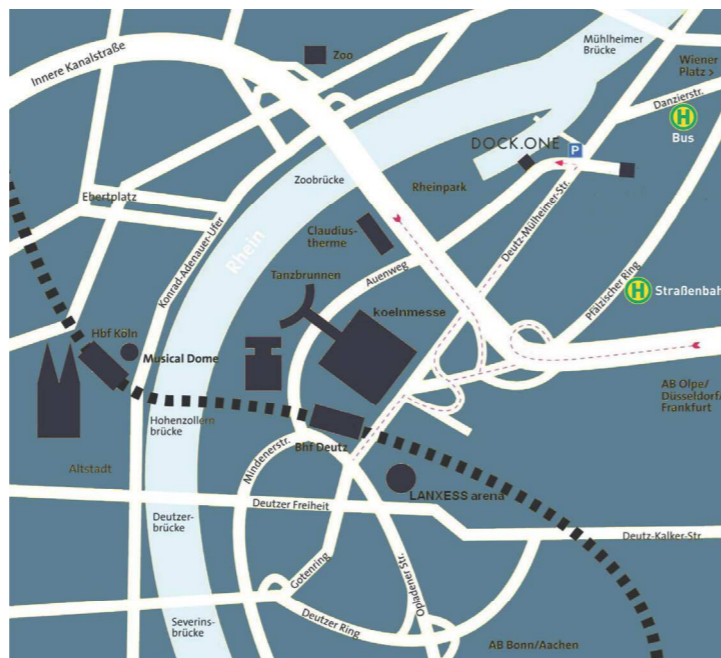 Mühlheimer
Brücke
Innere Kanalstraße
Zoo
Wiener
Platz >
Danzierstr.
H
Bus
DOCK.ONE
P
Zoobrücke
Rheinpark
Ebertplatz
Konrad-Adenauer-Ufer
Rhein
Claudius-
therme
Deutz-Mülheimer-Str.
Tanzbrunnen
Auenweg
Pfälzischer Ring
H
Straßenbah
koelnmesse
Hbf Köln
Musical Dome
AB Olpe/
Düsseldorf/
Frankfurt
Hohenzollern
brücke
Mindenerstr.
Bhf Deutz
Altstadt
LANXESS arena
Deutzer Freiheit
Deutzer-
brücke
Deutz-Kalker-Str
Gotenring
Opladener Str.
Deutzer Ring
Severins-
brücke
AB Bonn/Aachen